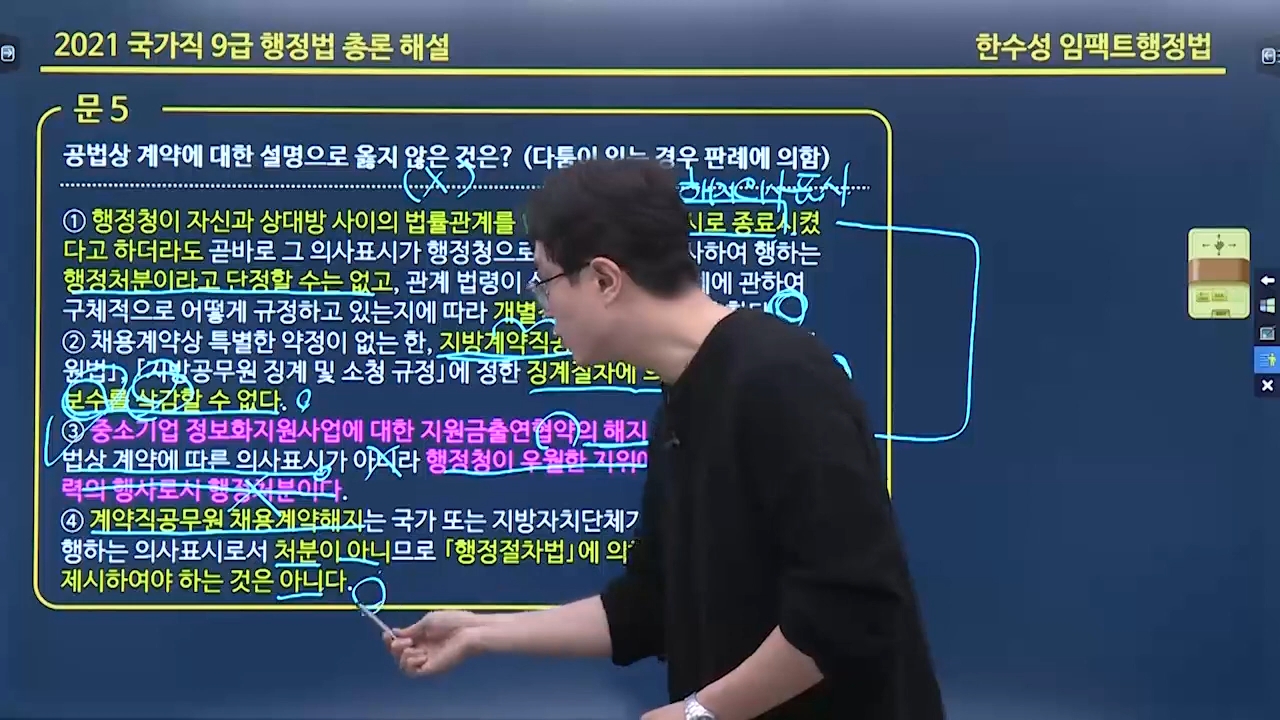 2021 국가직 9급 행정법 총론 해설
한수성 임팩트행정법
문 5
공법상 계약에 대한 설명으로 옳지 않은 것은? (다툼이 있는 경우 판례에 의함)
(X)
해지의사표시
① 행정청이 자신과 상대방 사이의 법률관계를 시로 종료시켰
다고 하더라도 곧바로 그 의사표시가 행정청으로 사하여 행하는
행정처분이라고 단정할 수는 없고, 관계 법령이 에 관하여
구체적으로 어떻게 규정하고 있는지에 따라 개별
② 채용계약상 특별한 약정이 없는 한, 지방계약직공
원법」, 「지방공무원 징계 및 소청 규정」에 정한 징계절차에
보수를 삭감할 수 없다.
③ 중소기업 정보화지원사업에 대한 지원금출연협약의 해지
법상 계약에 따른 의사표시가 아니라 행정청이 우월한 지위에
력의 행사로서 행정처분이다.
④ 계약직공무원 채용계약해지는 국가 또는 지방자치단체가
행하는 의사표시로서 처분이 아니므로 「행정절차법」에 의
제시하여야 하는 것은 아니다.